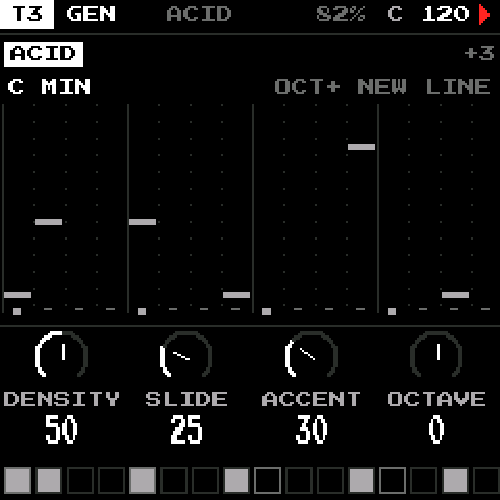 T3 GEN ACID 82% C 120
ACID +3
C MIN OCT+ NEW LINE
DENSITY SLIDE ACCENT OCTAVE
50 25 30 0